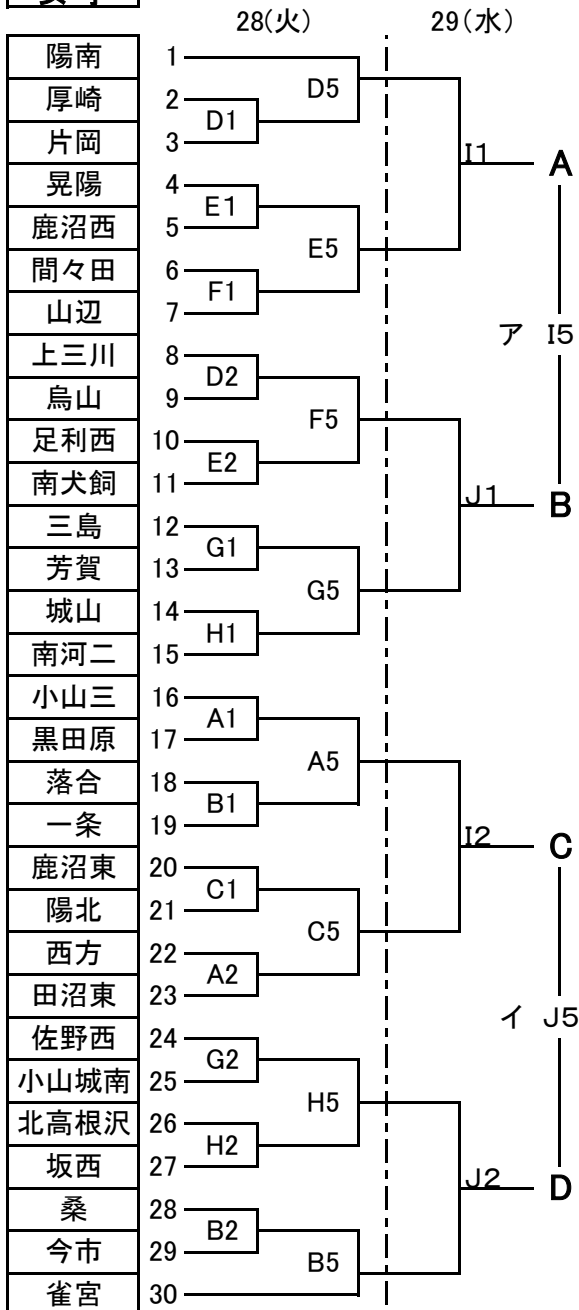 28(火) 29(水)
陽南 1
厚崎 2
片岡 3
晃陽 4
鹿沼西 5
間々田 6
山辺 7
上三川 8
烏山 9
足利西 10
南犬飼 11
三島 12
芳賀 13
城山 14
南河二 15
小山三 16
黒田原 17
落合 18
一条 19
鹿沼東 20
陽北 21
西方 22
田沼東 23
佐野西 24
小山城南 25
北高根沢 26
坂西 27
桑 28
今市 29
雀宮 30
D1
E1
F1
D2
E2
G1
H1
A1
B1
C1
A2
G2
H2
B2
D5
E5
F5
G5
A5
C5
H5
B5
I1
J1
I2
J2
A
ア I5
B
C
イ J5
D